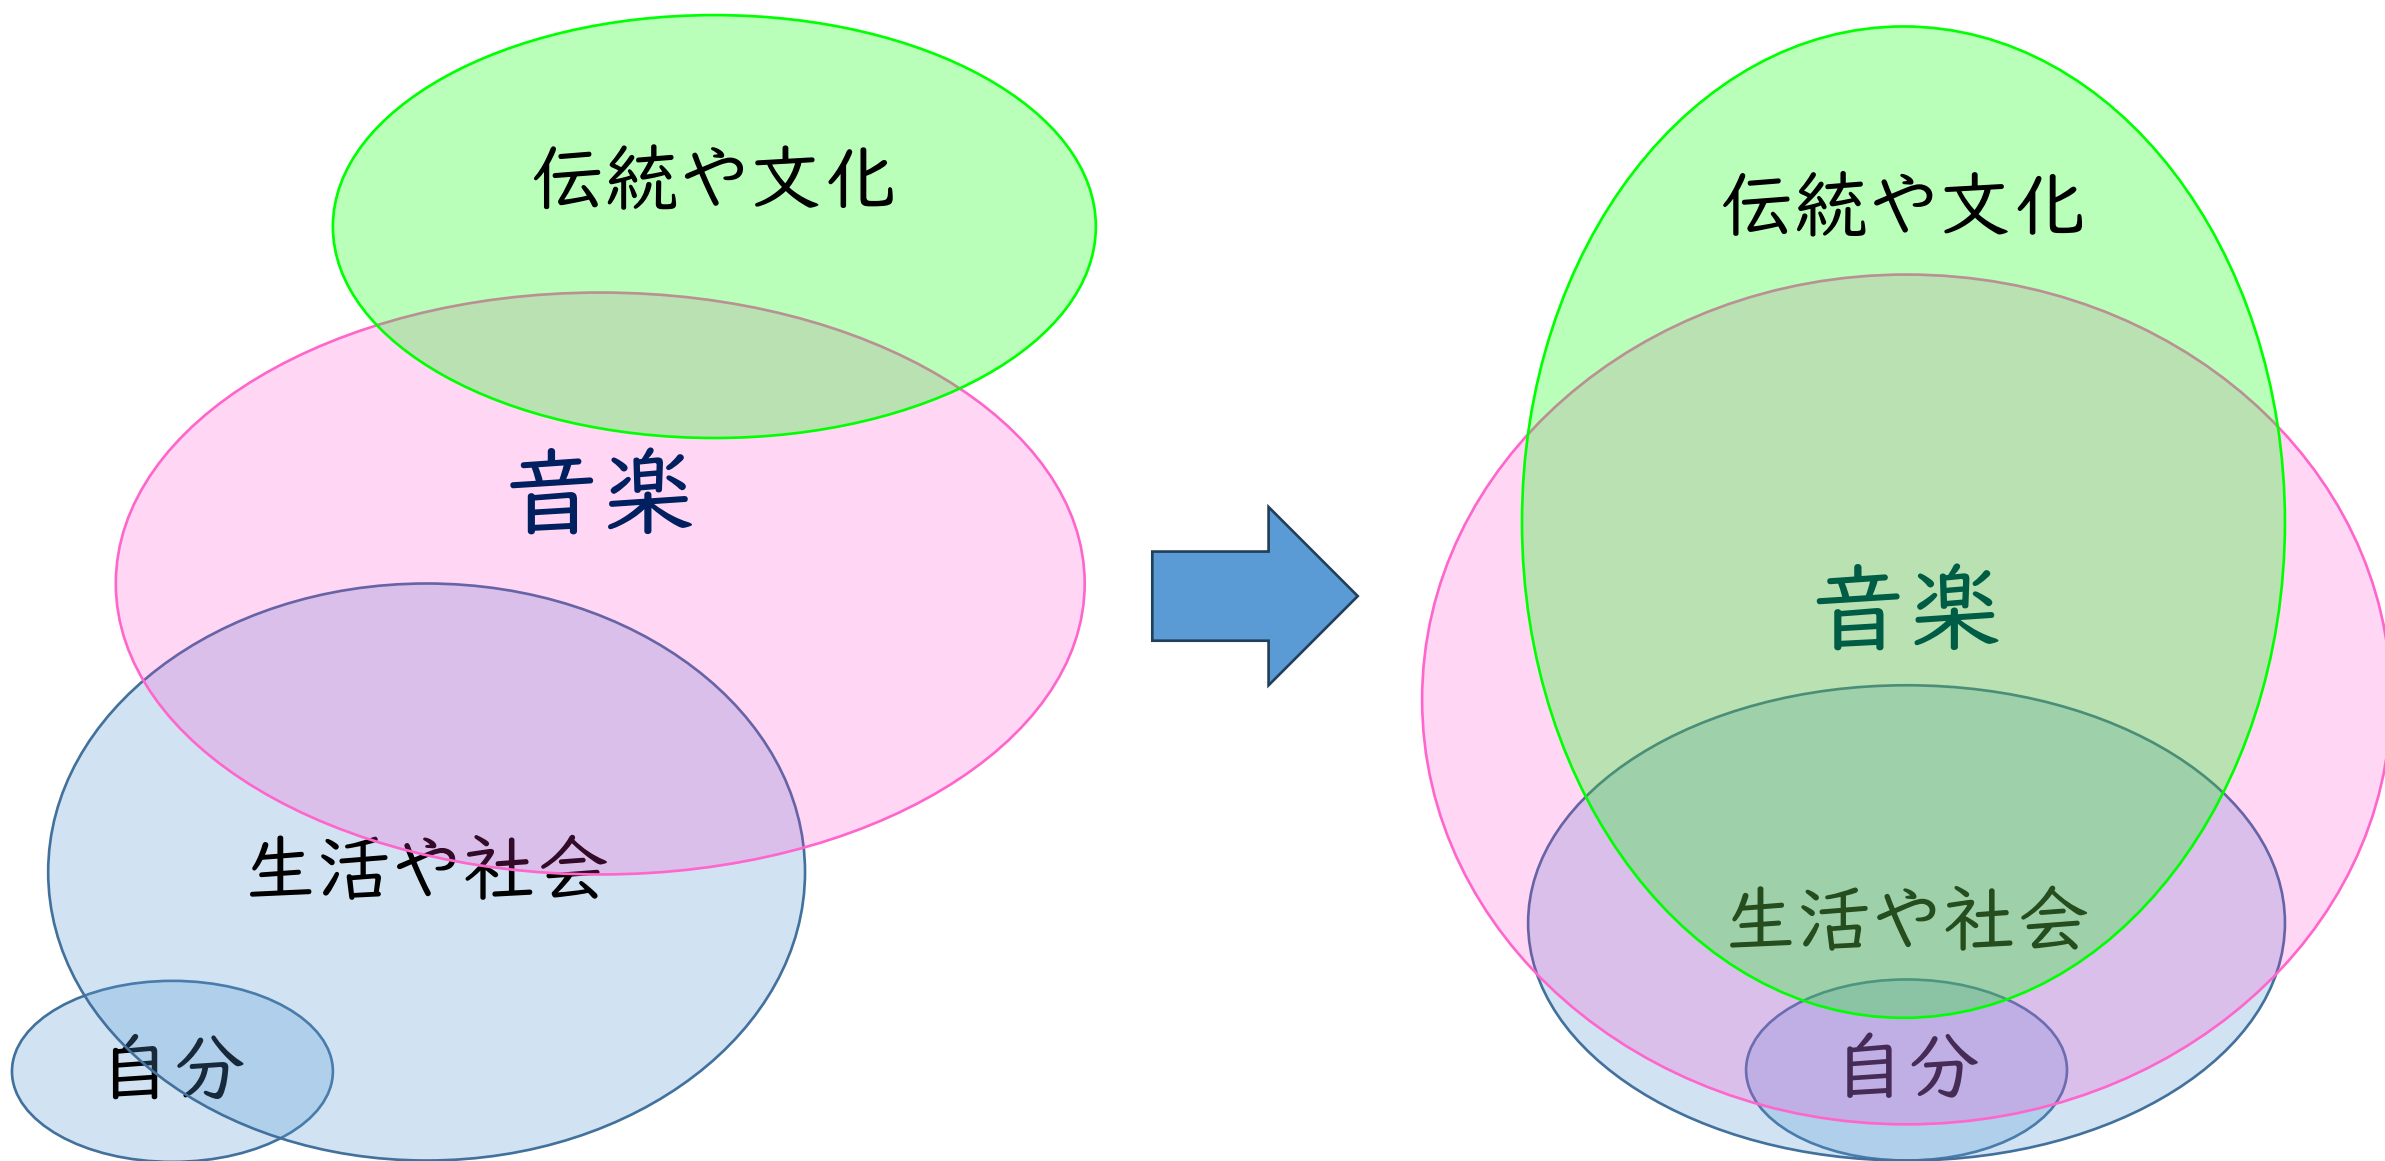 伝統や文化
音楽
生活や社会
自分
伝統や文化
音楽
生活や社会
自分